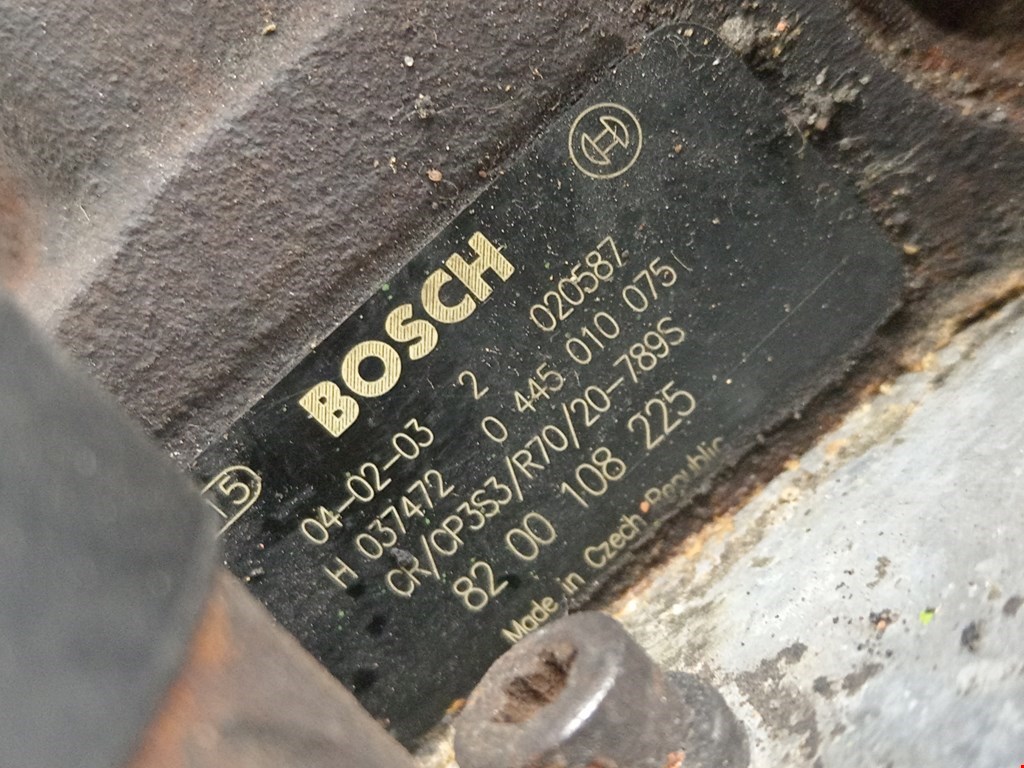 BOSCH
15
04-02-03 2 020587
H 037472 0 445 010 075
CR/CP3S3/R70/20-789S
82 00 108 225
Made in Czech Republic